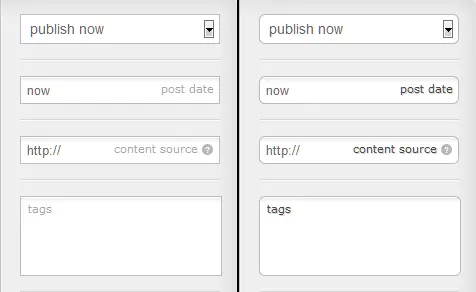 publish now
now post date
http:// content source ?
tags
publish now
now post date
http:// content source ?
tags